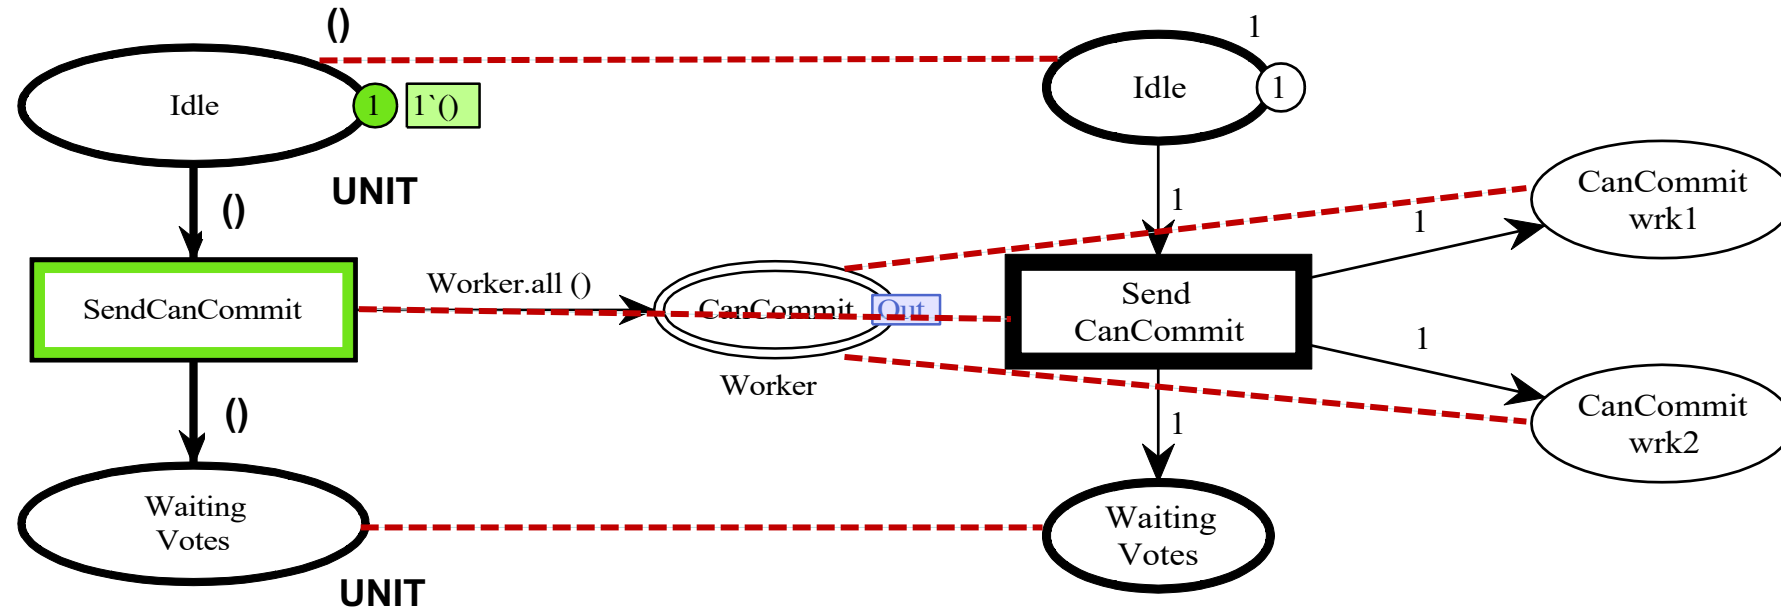 ()
1
Idle
1
1`()
Idle
1
UNIT
()
1
1
CanCommit
wrk1
SendCanCommit
Worker.all ()
CanCommit
Out
Worker
Send
CanCommit
1
()
1
CanCommit
wrk2
Waiting
Votes
UNIT
Waiting
Votes